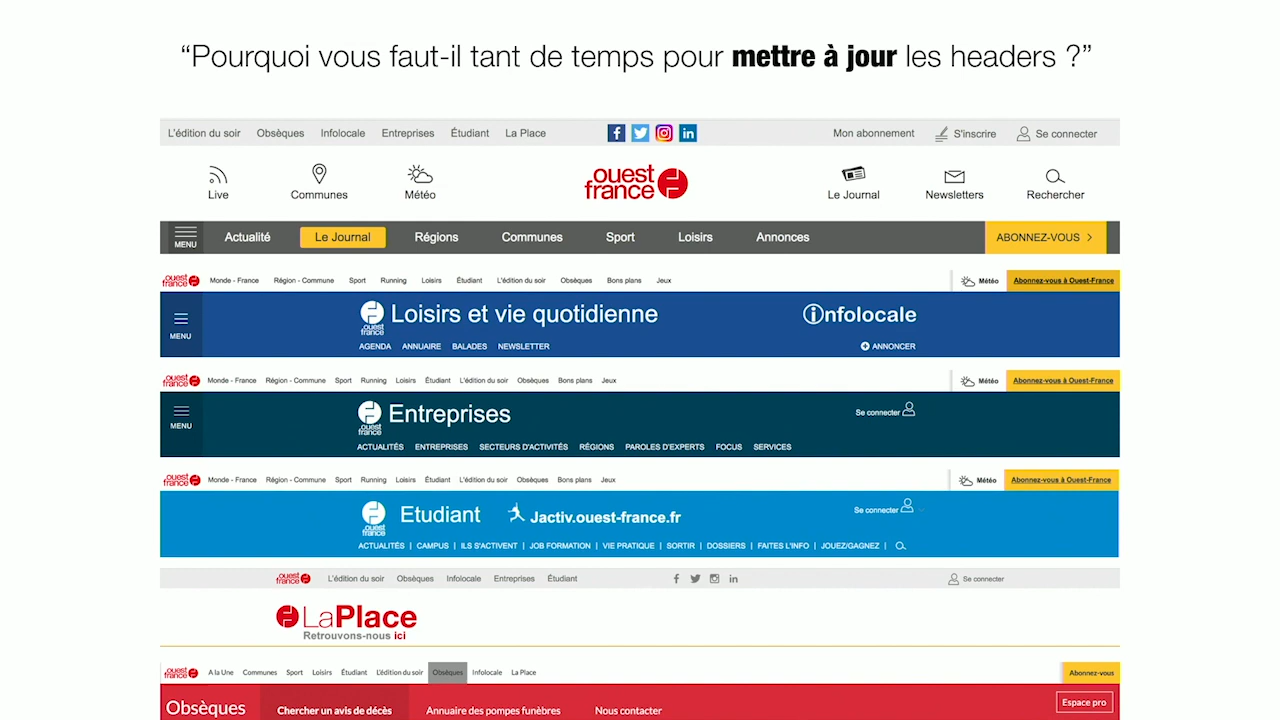 “Pourquoi vous faut-il tant de temps pour mettre à jour les headers ?”
L'édition du soir Obsèques Infolocale Entreprises Étudiant La Place Mon abonnement S'inscrire Se connecter
Live Communes Météo ouest france Le Journal Newsletters Rechercher
MENU Actualité Le Journal Régions Communes Sport Loisirs Annonces ABONNEZ-VOUS
ouest france Monde - France Région - Commune Sport Running Loisirs Étudiant L'édition du soir Obsèques Bons plans Jeux Météo Abonnez-vous à Ouest-France
MENU ouest france Loisirs et vie quotidienne infolocale
AGENDA ANNUAIRE BALADES NEWSLETTER ANNONCER
ouest france Monde - France Région - Commune Sport Running Loisirs Étudiant L'édition du soir Obsèques Bons plans Jeux Météo Abonnez-vous à Ouest-France
MENU ouest france Entreprises Se connecter
ACTUALITÉS ENTREPRISES SECTEURS D'ACTIVITÉS RÉGIONS PAROLES D'EXPERTS FOCUS SERVICES
ouest france Monde - France Région - Commune Sport Running Loisirs Étudiant L'édition du soir Obsèques Bons plans Jeux Météo Abonnez-vous à Ouest-France
ouest france Etudiant Jactiv.ouest-france.fr Se connecter
ACTUALITÉS | CAMPUS | ILS S'ACTIVENT | JOB FORMATION | VIE PRATIQUE | SORTIR | DOSSIERS | FAITES L'INFO | JOUEZ/GAGNEZ |
ouest france L'édition du soir Obsèques Infolocale Entreprises Étudiant Se connecter
LaPlace
Retrouvons-nous ici
ouest france A la Une Communes Sport Loisirs Étudiant L'édition du soir Obsèques Infolocale La Place Abonnez-vous
Obsèques Chercher un avis de décès Annuaire des pompes funèbres Nous contacter Espace pro